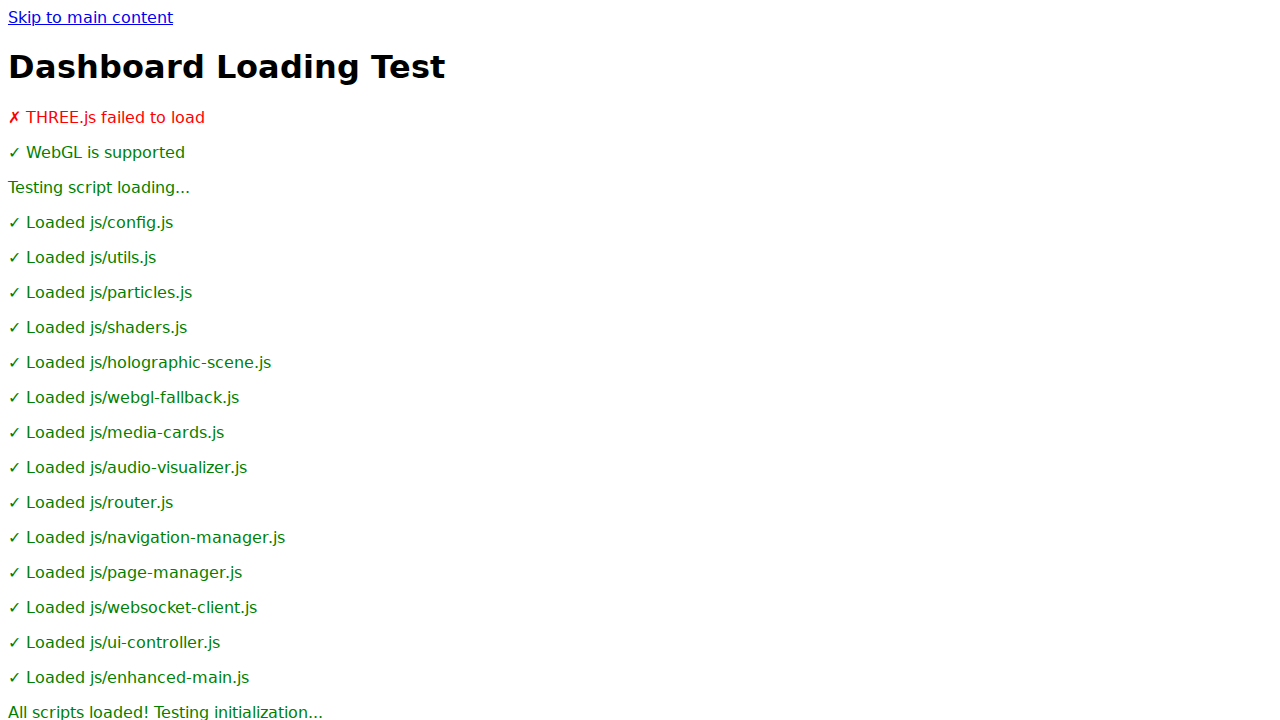 Skip to main content
Dashboard Loading Test
✗ THREE.js failed to load
✓ WebGL is supported
Testing script loading...
✓ Loaded js/config.js
✓ Loaded js/utils.js
✓ Loaded js/particles.js
✓ Loaded js/shaders.js
✓ Loaded js/holographic-scene.js
✓ Loaded js/webgl-fallback.js
✓ Loaded js/media-cards.js
✓ Loaded js/audio-visualizer.js
✓ Loaded js/router.js
✓ Loaded js/navigation-manager.js
✓ Loaded js/page-manager.js
✓ Loaded js/websocket-client.js
✓ Loaded js/ui-controller.js
✓ Loaded js/enhanced-main.js
All scripts loaded! Testing initialization...